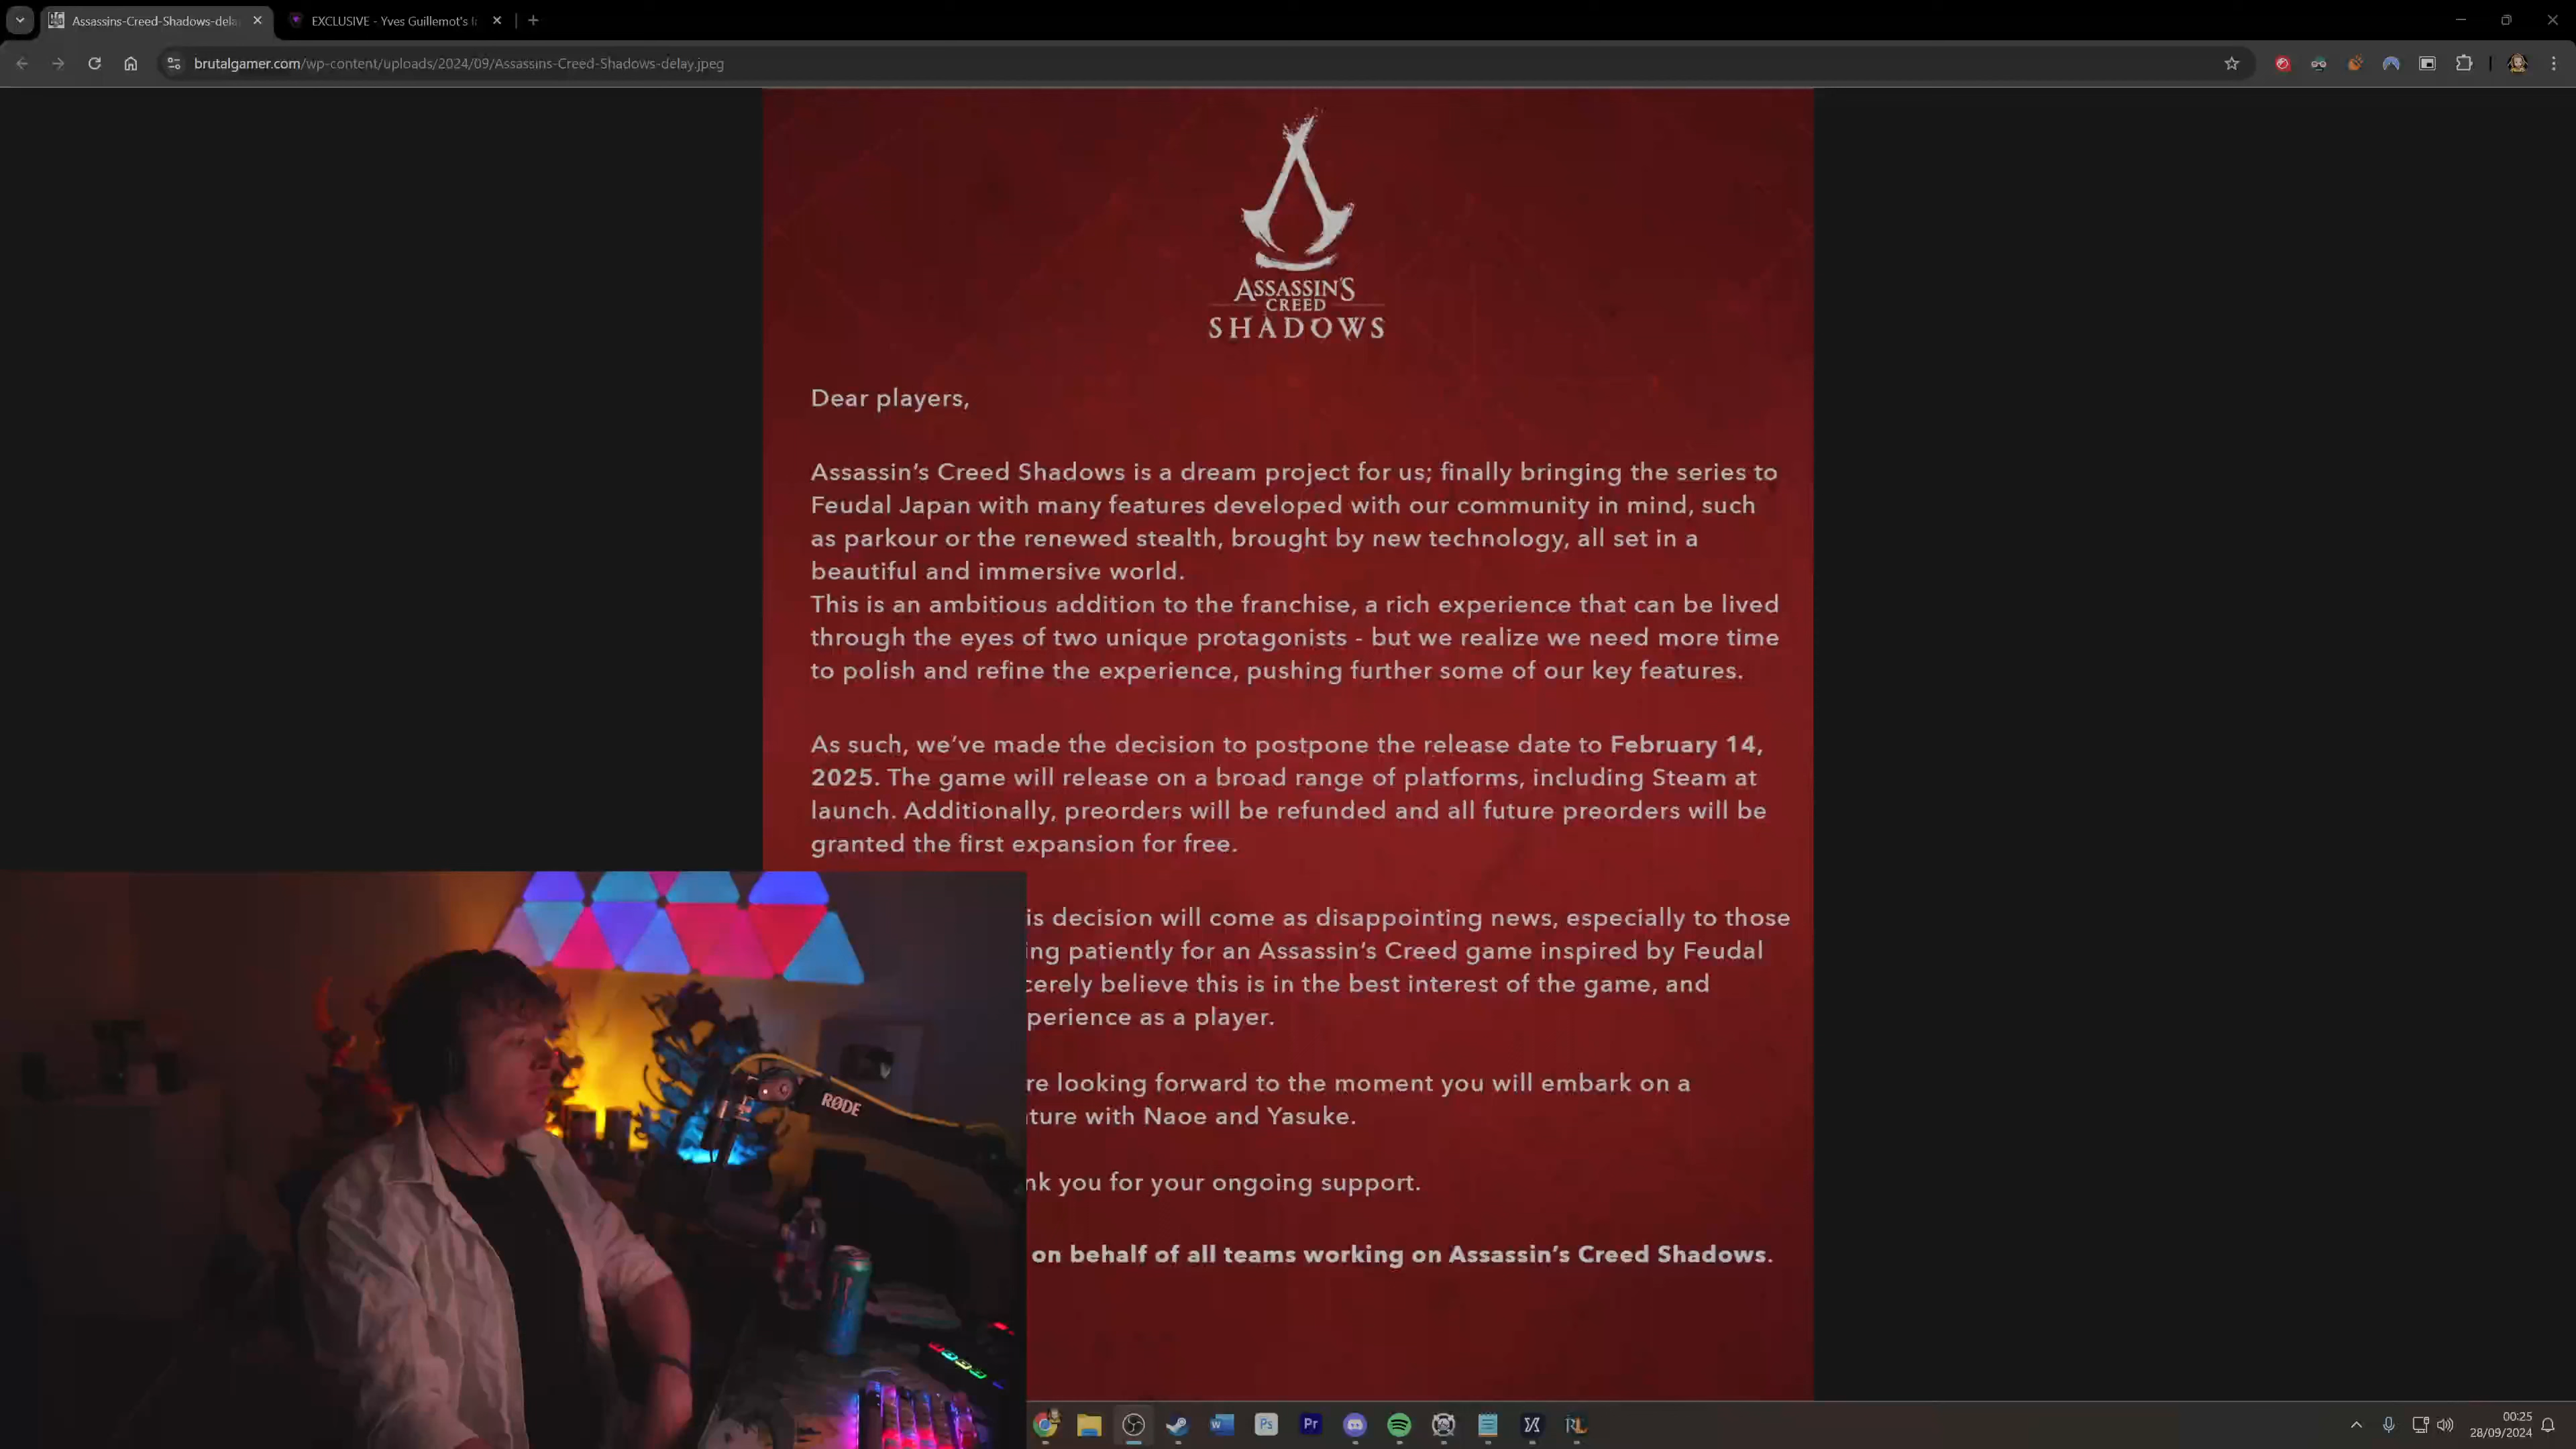 Assassins-Creed-Shadows-dela
EXCLUSIVE - Yves Guillemot's
brutalgamer.com/wp-content/uploads/2024/09/Assassins-Creed-Shadows-delay.jpeg
ASSASSIN'S
CREED
SHADOWS
Dear players,
Assassin's Creed Shadows is a dream project for us; finally bringing the series to
Feudal Japan with many features developed with our community in mind, such
as parkour or the renewed stealth, brought by new technology, all set in a
beautiful and immersive world.
This is an ambitious addition to the franchise, a rich experience that can be lived
through the eyes of two unique protagonists - but we realize we need more time
to polish and refine the experience, pushing further some of our key features.
As such, we've made the decision to postpone the release date to February 14,
2025. The game will release on a broad range of platforms, including Steam at
launch. Additionally, preorders will be refunded and all future preorders will be
granted the first expansion for free.
is decision will come as disappointing news, especially to those
ing patiently for an Assassin's Creed game inspired by Feudal
cerely believe this is in the best interest of the game, and
perience as a player.
re looking forward to the moment you will embark on a
ture with Naoe and Yasuke.
nk you for your ongoing support.
on behalf of all teams working on Assassin's Creed Shadows.
RØDE
W
Ps
Pr
00:25
28/09/2024